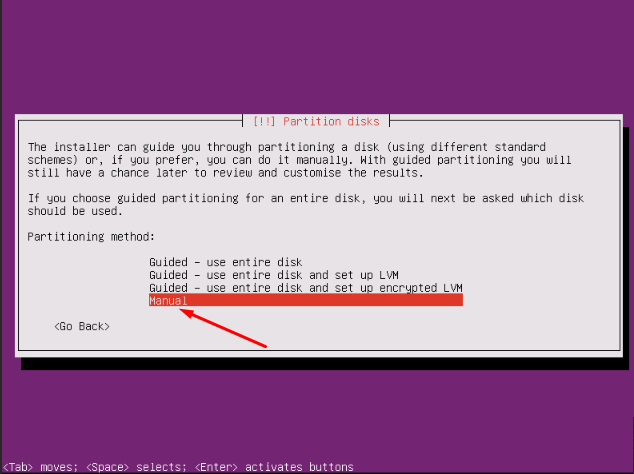 [!!] Partition disks
The installer can guide you through partitioning a disk (using different standard
schemes) or, if you prefer, you can do it manually. With guided partitioning you will
still have a chance later to review and customise the results.
If you choose guided partitioning for an entire disk, you will next be asked which disk
should be used.
Partitioning method:
Guided – use entire disk
Guided – use entire disk and set up LVM
Guided – use entire disk and set up encrypted LVM
Manual
<Go Back>
<Tab> moves; <Space> selects; <Enter> activates buttons